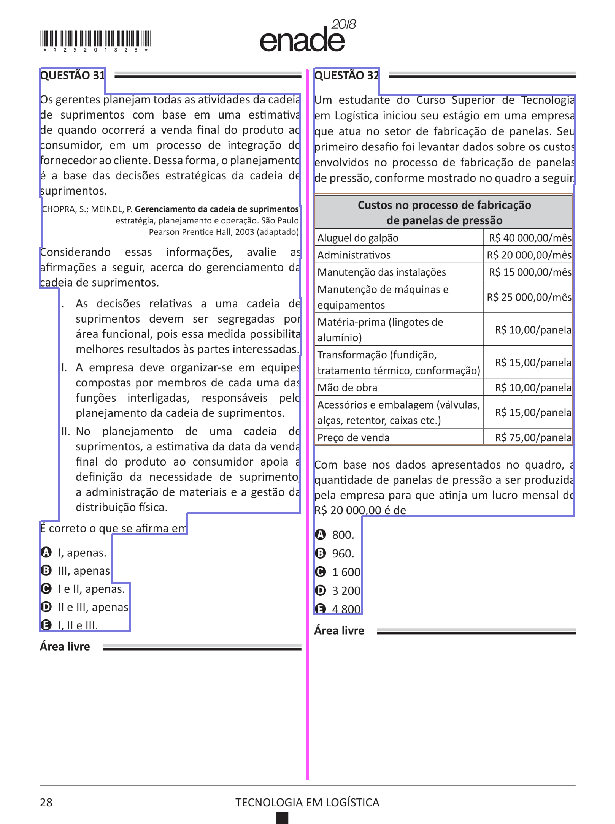 *R29201828*
enade
2018
QUESTÃO 31
Os gerentes planejam todas as atividades da cadeia
de suprimentos com base em uma estimativa
de quando ocorrerá a venda final do produto ao
consumidor, em um processo de integração do
fornecedor ao cliente. Dessa forma, o planejamento
é a base das decisões estratégicas da cadeia de
suprimentos.
CHOPRA, S.; MEINDL, P. Gerenciamento da cadeia de suprimentos
estratégia, planejamento e operação. São Paulo
Pearson Prentice Hall, 2003 (adaptado)
Considerando essas informações, avalie as
afirmações a seguir, acerca do gerenciamento da
cadeia de suprimentos.
I. As decisões relativas a uma cadeia de
suprimentos devem ser segregadas por
área funcional, pois essa medida possibilita
melhores resultados às partes interessadas.
I. A empresa deve organizar-se em equipes
compostas por membros de cada uma das
funções interligadas, responsáveis pelo
planejamento da cadeia de suprimentos.
II. No planejamento de uma cadeia de
suprimentos, a estimativa da data da venda
final do produto ao consumidor apoia a
definição da necessidade de suprimento,
a administração de materiais e a gestão da
distribuição física.
É correto o que se afirma em
A I, apenas.
B III, apenas
C I e II, apenas.
D II e III, apenas
E I, II e III.
Área livre
QUESTÃO 32
Um estudante do Curso Superior de Tecnologia
em Logística iniciou seu estágio em uma empresa
que atua no setor de fabricação de panelas. Seu
primeiro desafio foi levantar dados sobre os custos
envolvidos no processo de fabricação de panelas
de pressão, conforme mostrado no quadro a seguir.
Custos no processo de fabricação
de panelas de pressão
Aluguel do galpão R$ 40 000,00/mês
Administrativos R$ 20 000,00/mês
Manutenção das instalações R$ 15 000,00/mês
Manutenção de máquinas e
equipamentos R$ 25 000,00/mês
Matéria-prima (lingotes de
alumínio) R$ 10,00/panela
Transformação (fundição,
tratamento térmico, conformação) R$ 15,00/panela
Mão de obra R$ 10,00/panela
Acessórios e embalagem (válvulas,
alças, retentor, caixas etc.) R$ 15,00/panela
Preço de venda R$ 75,00/panela
Com base nos dados apresentados no quadro, a
quantidade de panelas de pressão a ser produzida
pela empresa para que atinja um lucro mensal de
R$ 20 000,00 é de
A 800.
B 960.
C 1 600
D 3 200
E 4 800
Área livre
28
TECNOLOGIA EM LOGÍSTICA